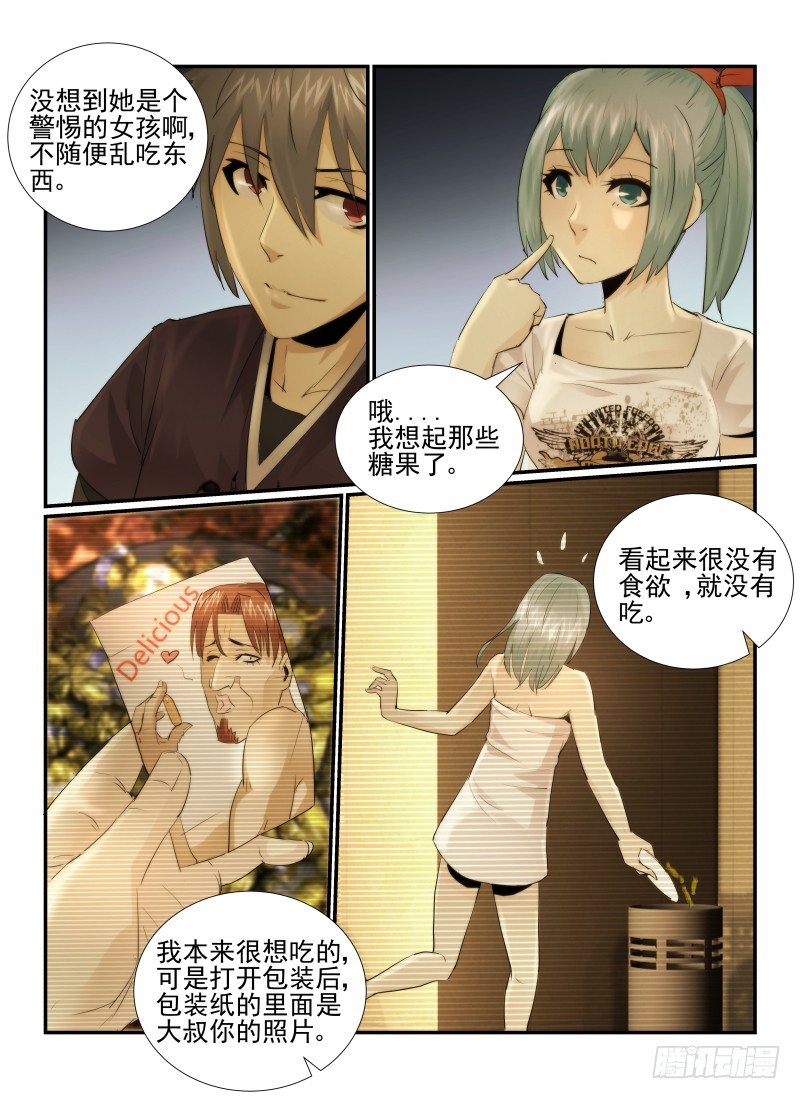 没想到她是个
警惕的女孩啊,
不随便乱吃东
西。
哦....
我想起那些
糖果了。
Delicious
看起来很没有
食欲,就没有
吃。
我本来很想吃的,
可是打开包装后,
包装纸的里面是
大叔你的照片。
腾讯动漫